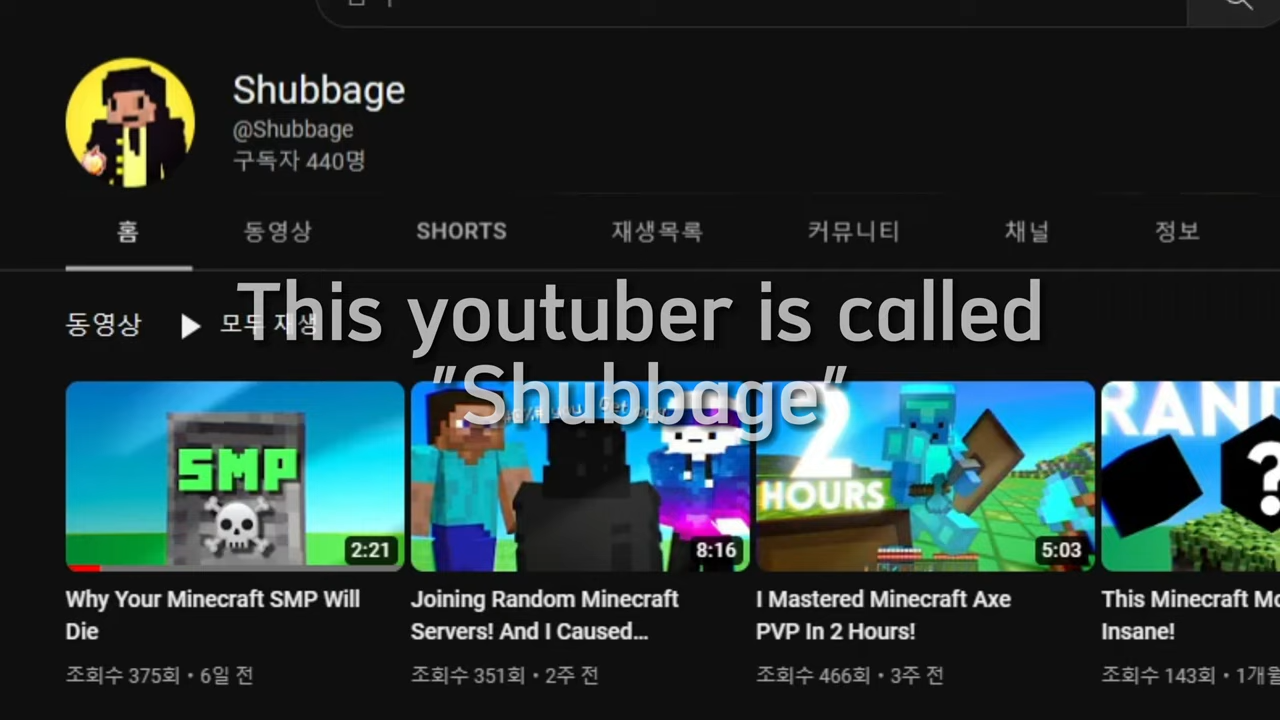 Shubbage
@Shubbage
구독자 440명
홈 동영상 SHORTS 재생목록 커뮤니티 채널 정보
동영상 ▶ 모두 재생
This youtuber is called
"Shubbage"
SMP
2:21
8:16
2
HOURS
5:03
RAN
?
Why Your Minecraft SMP Will
Die
조회수 375회 • 6일 전
Joining Random Minecraft
Servers! And I Caused...
조회수 351회 • 2주 전
I Mastered Minecraft Axe
PVP In 2 Hours!
조회수 466회 • 3주 전
This Minecraft Mo
Insane!
조회수 143회 • 1개월